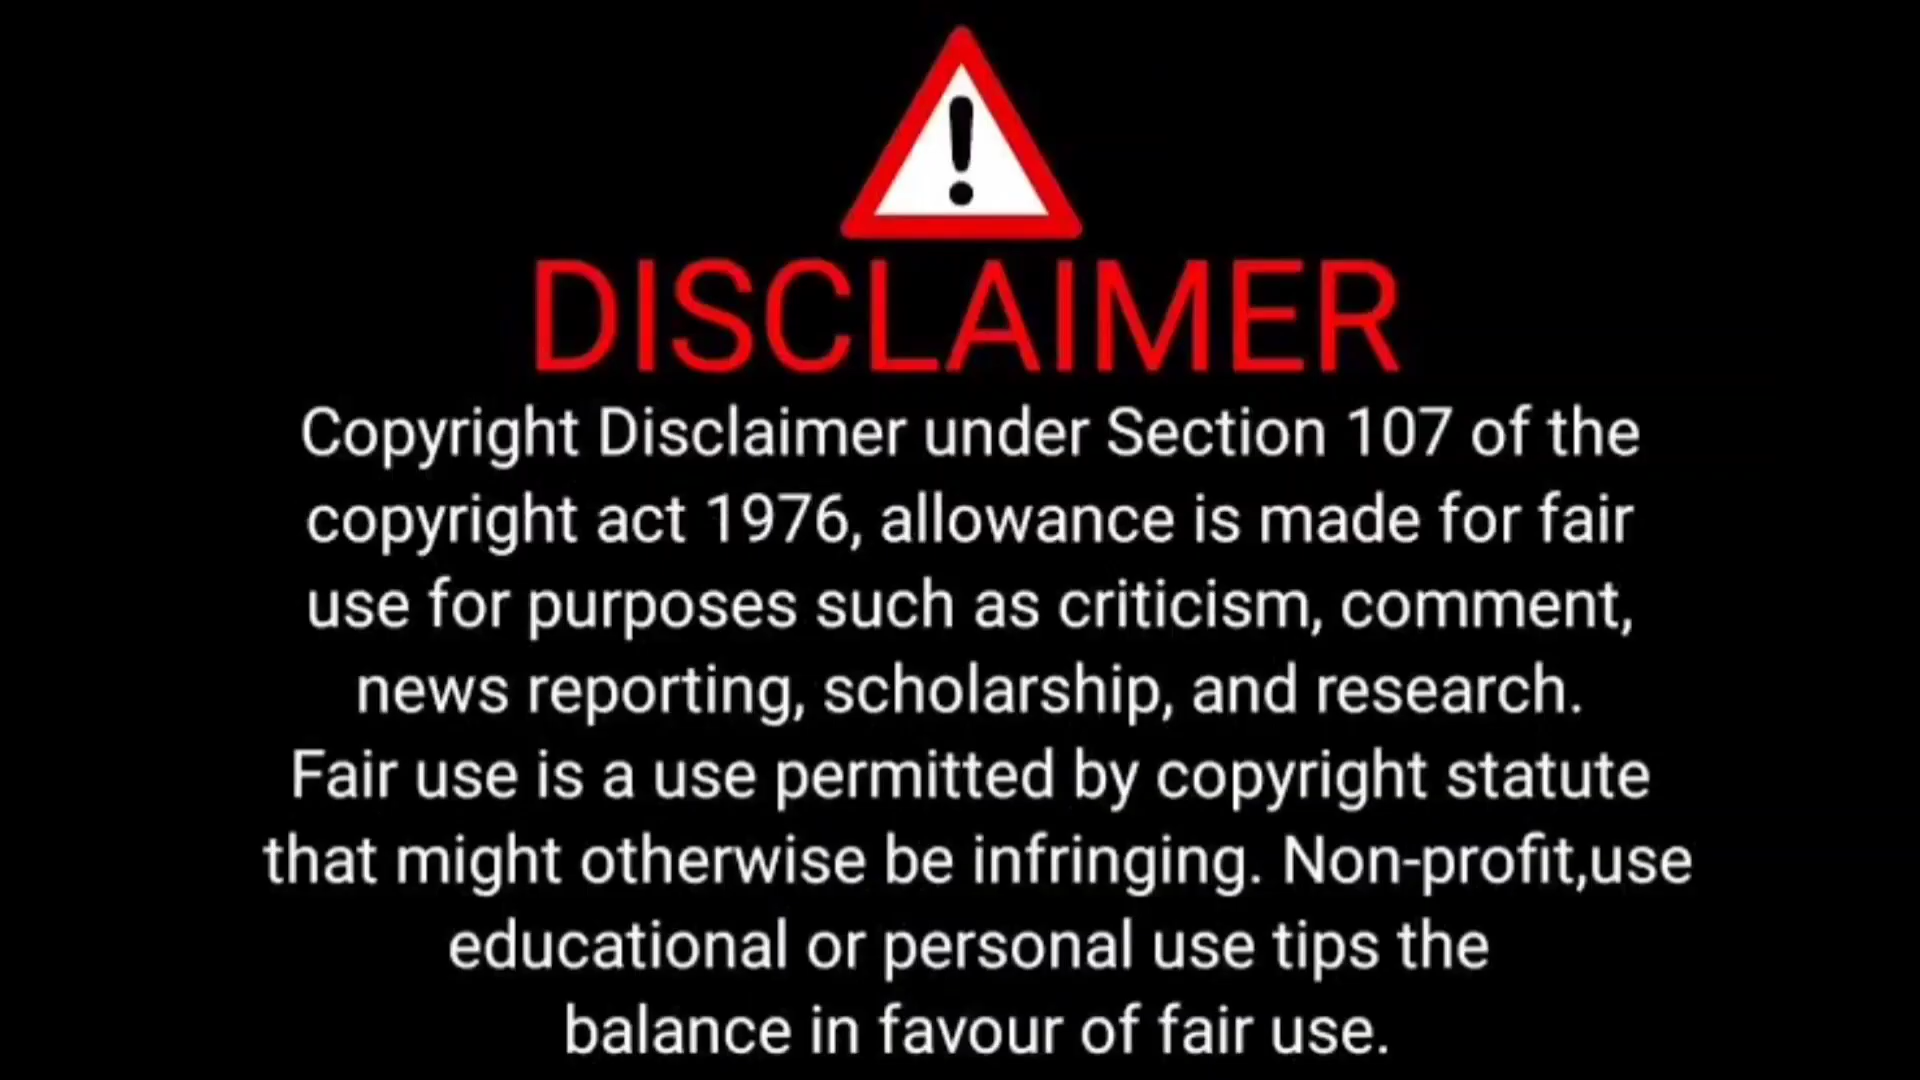 DISCLAIMER
Copyright Disclaimer under Section 107 of the
copyright act 1976, allowance is made for fair
use for purposes such as criticism, comment,
news reporting, scholarship, and research.
Fair use is a use permitted by copyright statute
that might otherwise be infringing. Non-profit,use
educational or personal use tips the
balance in favour of fair use.